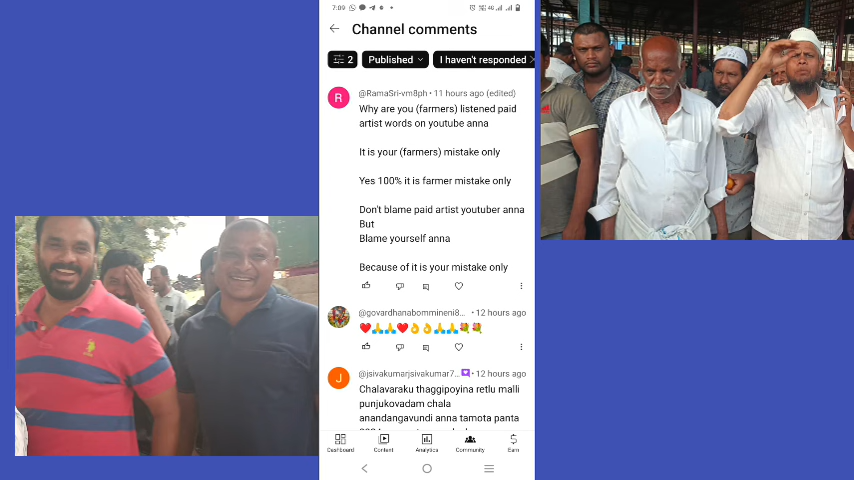 7:09
4G
Channel comments
2 Published I haven't responded
R
@RamaSri-vm8ph • 11 hours ago (edited)
Why are you (farmers) listened paid
artist words on youtube anna
It is your (farmers) mistake only
Yes 100% it is farmer mistake only
Don't blame paid artist youtuber anna
But
Blame yourself anna
Because of it is your mistake only
@govardhanabommineni8... • 12 hours ago
❤️🙏🙏❤️👌👌🙏🙏💐💐
J
@jsivakumarjsivakumar7... • 12 hours ago
Chalavaraku thaggipoyina retlu malli
punjukovadam chala
anandangavundi anna tamota panta
Dashboard Content Analytics Community Earn